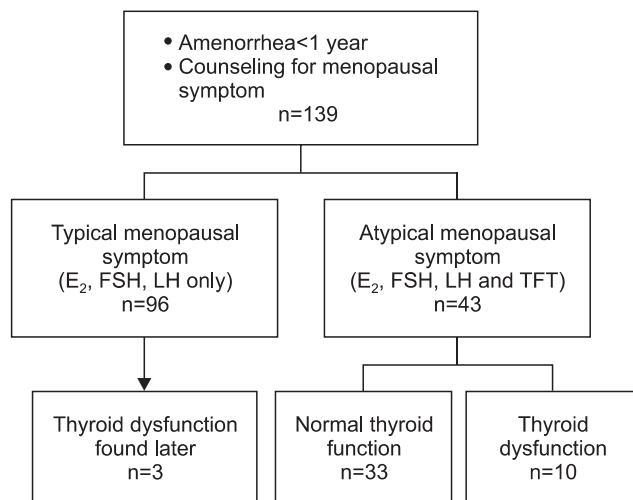 • Amenorrhea<1 year
• Counseling for menopausal
symptom
n=139
Typical menopausal
symptom
(E₂, FSH, LH only)
n=96
Atypical menopausal
symptom
(E₂, FSH, LH and TFT)
n=43
Thyroid dysfunction
found later
n=3
Normal thyroid
function
n=33
Thyroid
dysfunction
n=10